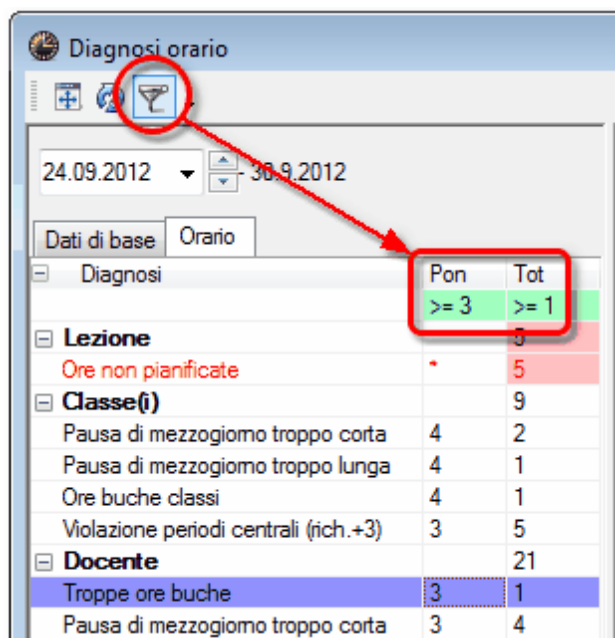 Diagnosi orario
24.09.2012 - 30.9.2012
Dati di base Orario
Diagnosi Pon Tot
>= 3 >= 1
Lezione 5
Ore non pianificate * 5
Classe(i) 9
Pausa di mezzogiorno troppo corta 4 2
Pausa di mezzogiorno troppo lunga 4 1
Ore buche classi 4 1
Violazione periodi centrali (rich.+3) 3 5
Docente 21
Troppe ore buche 3 1
Pausa di mezzogiorno troppo corta 3 4